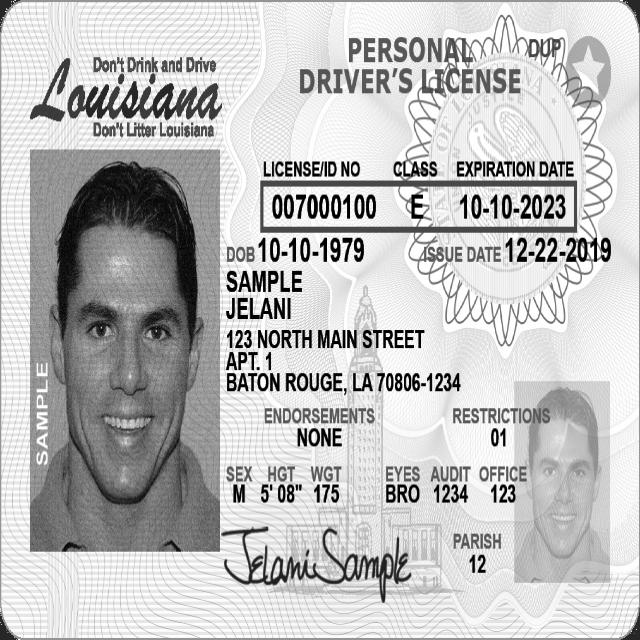 Don't Drink and Drive
Louisiana
Don't Litter Louisiana
PERSONAL
DRIVER'S LICENSE
DUP
LICENSE/ID NO CLASS EXPIRATION DATE
007000100 E 10-10-2023
DOB 10-10-1979 ISSUE DATE 12-22-2019
SAMPLE
JELANI
123 NORTH MAIN STREET
APT. 1
BATON ROUGE, LA 70806-1234
ENDORSEMENTS RESTRICTIONS
NONE 01
SEX HGT WGT EYES AUDIT OFFICE
M 5' 08" 175 BRO 1234 123
PARISH
12
Jelani Sample
SAMPLE